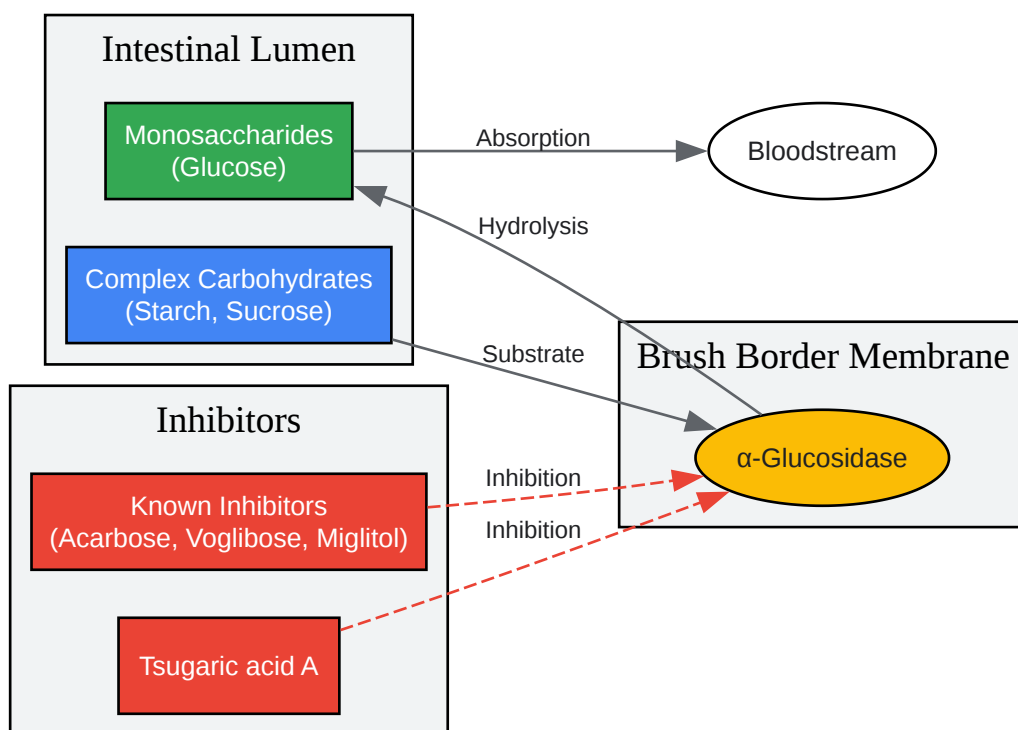 Intestinal Lumen
Monosaccharides
(Glucose)
Absorption
Bloodstream
Hydrolysis
Complex Carbohydrates
(Starch, Sucrose)
Substrate
Brush Border Membrane
α-Glucosidase
Inhibitors
Known Inhibitors
(Acarbose, Voglibose, Miglitol)
Inhibition
Inhibition
Tsugaric acid A